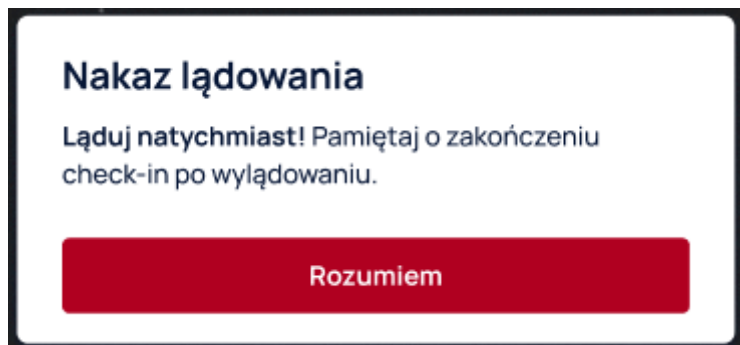 Nakaz lądowania
Ląduj natychmiast! Pamiętaj o zakończeniu
check-in po wylądowaniu.
Rozumiem